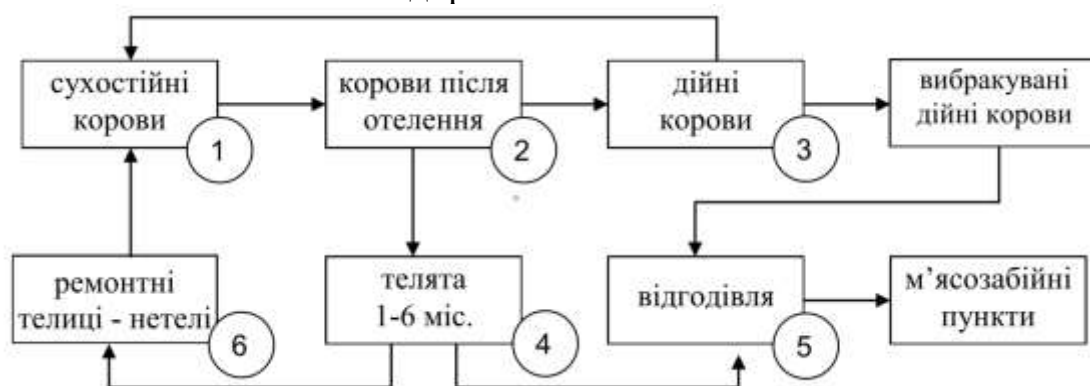 сухостійні
корови
1
корови після
отелення
2
дійні
корови
3
вибракувані
дійні корови
ремонтні
телиці - нетелі
6
телята
1-6 міс.
4
відгодівля
5
м’ясозабійні
пункти